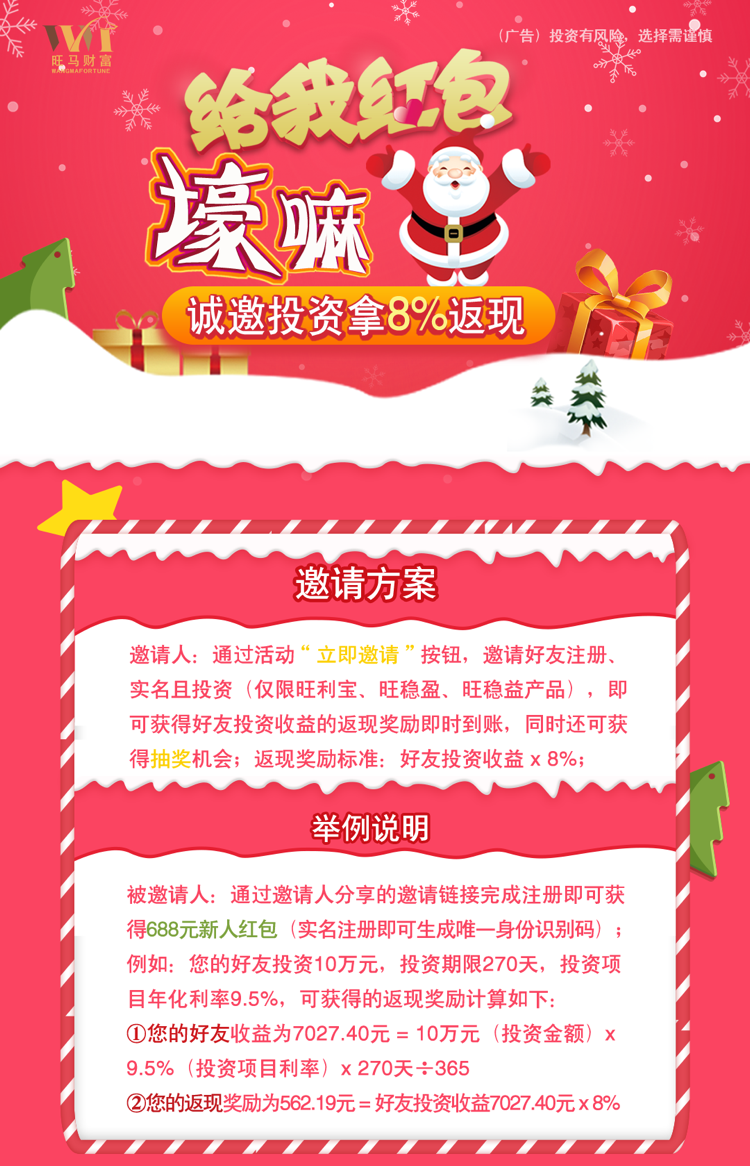 旺马财富
WANGMAFORTUNE
（广告）投资有风险，选择需谨慎
给我红包
壕嘛
诚邀投资拿8%返现
邀请方案
邀请人：通过活动“立即邀请”按钮，邀请好友注册、
实名且投资（仅限旺利宝、旺稳盈、旺稳益产品），即
可获得好友投资收益的返现奖励即时到账，同时还可获
得抽奖机会；返现奖励标准：好友投资收益 x 8%；
举例说明
被邀请人：通过邀请人分享的邀请链接完成注册即可获
得688元新人红包（实名注册即可生成唯一身份识别码）；
例如：您的好友投资10万元，投资期限270天，投资项
目年化利率9.5%，可获得的返现奖励计算如下：
①您的好友收益为7027.40元 = 10万元（投资金额）x
9.5%（投资项目利率）x 270天÷365
②您的返现奖励为562.19元 = 好友投资收益7027.40元 x 8%